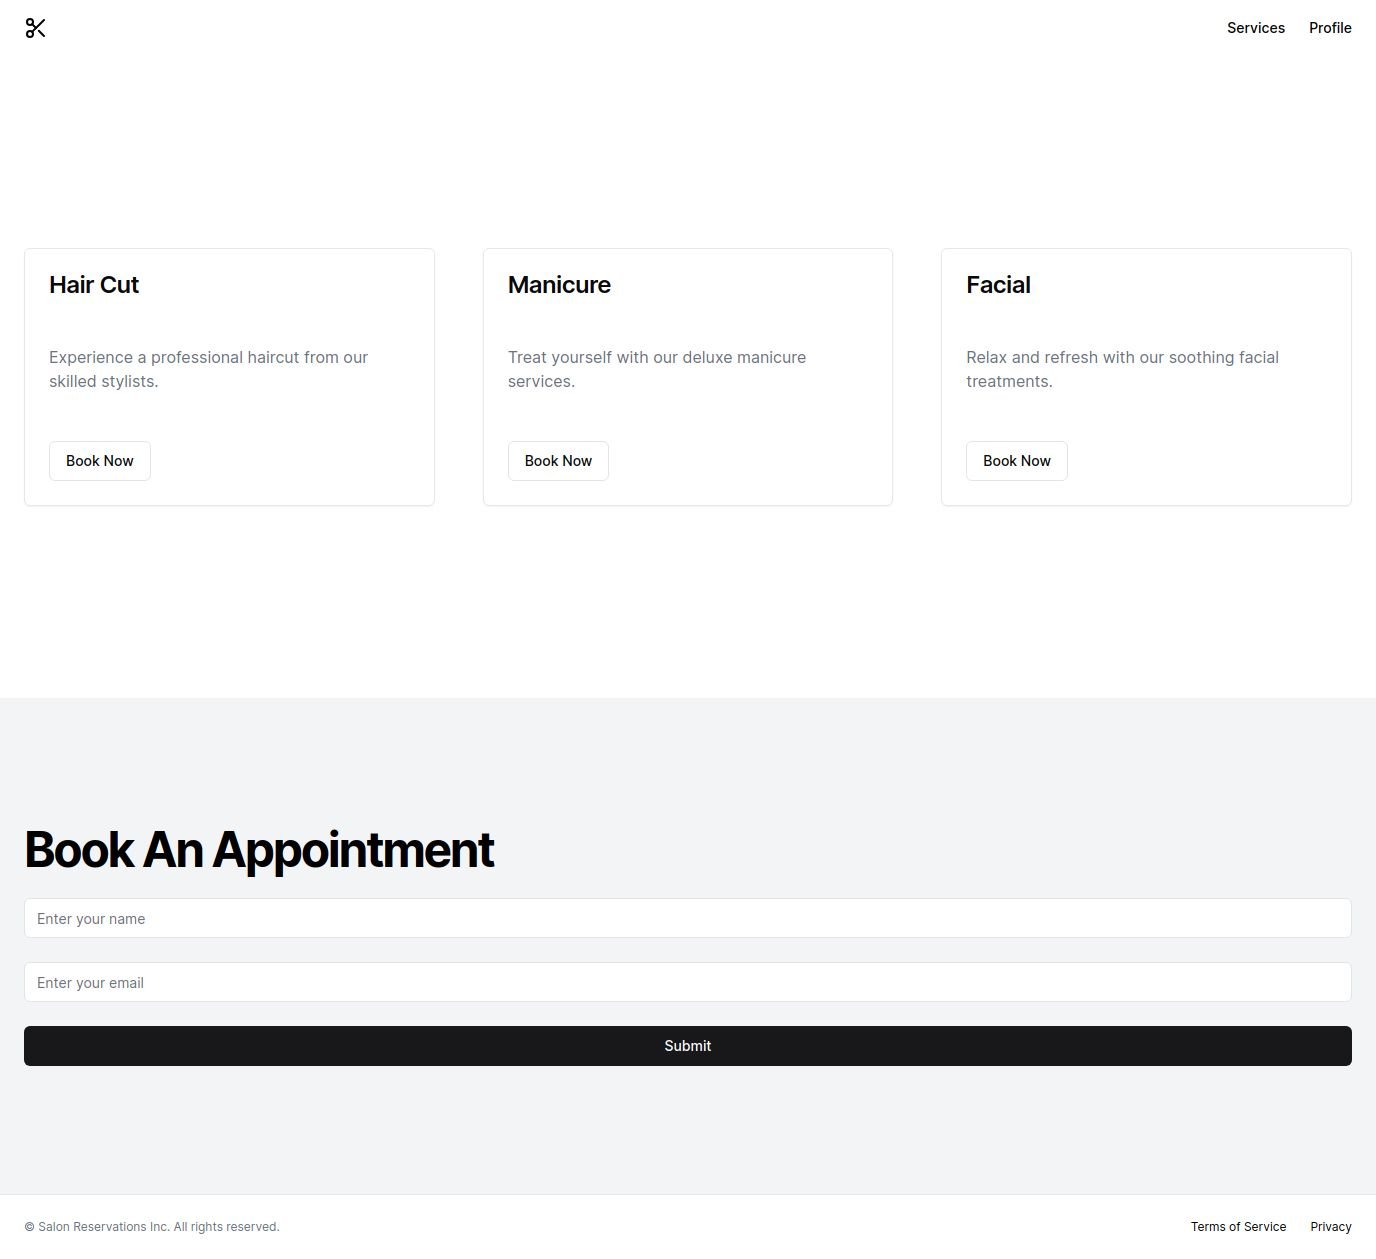 Services Profile
Hair Cut
Experience a professional haircut from our
skilled stylists.
Book Now
Manicure
Treat yourself with our deluxe manicure
services.
Book Now
Facial
Relax and refresh with our soothing facial
treatments.
Book Now
Book An Appointment
Enter your name
Enter your email
Submit
© Salon Reservations Inc. All rights reserved.
Terms of Service Privacy